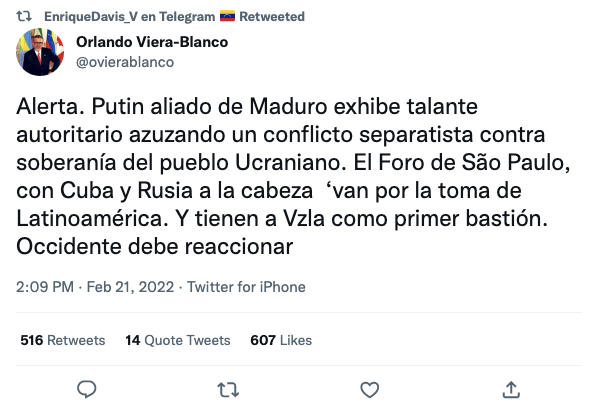 EnriqueDavis_V en Telegram 🇻🇪 Retweeted
Orlando Viera-Blanco
@ovierablanco
Alerta. Putin aliado de Maduro exhibe talante
autoritario azuzando un conflicto separatista contra
soberanía del pueblo Ucraniano. El Foro de São Paulo,
con Cuba y Rusia a la cabeza  ‘van por la toma de
Latinoamérica. Y tienen a Vzla como primer bastión.
Occidente debe reaccionar
2:09 PM · Feb 21, 2022 · Twitter for iPhone
516 Retweets 14 Quote Tweets 607 Likes